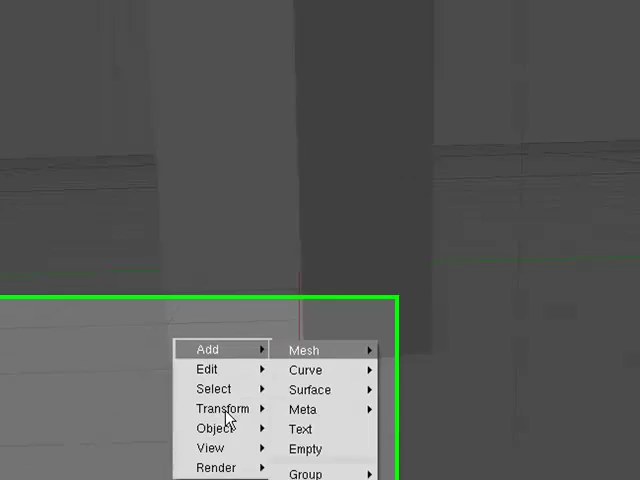 Add
Edit
Select
Transform
Object
View
Render
Mesh
Curve
Surface
Meta
Text
Empty
Group